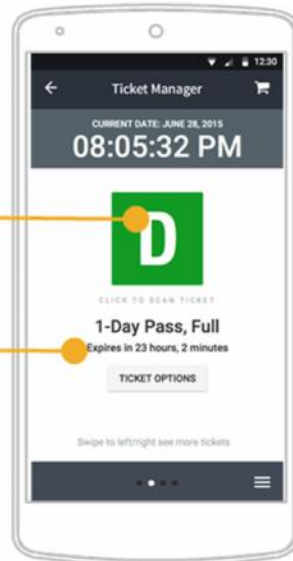 12:30
Ticket Manager
CURRENT DATE: JUNE 28, 2015
08:05:32 PM
D
CLICK TO SCAN TICKET
1-Day Pass, Full
Expires in 23 hours, 2 minutes
TICKET OPTIONS
Swipe to left/right see more tickets